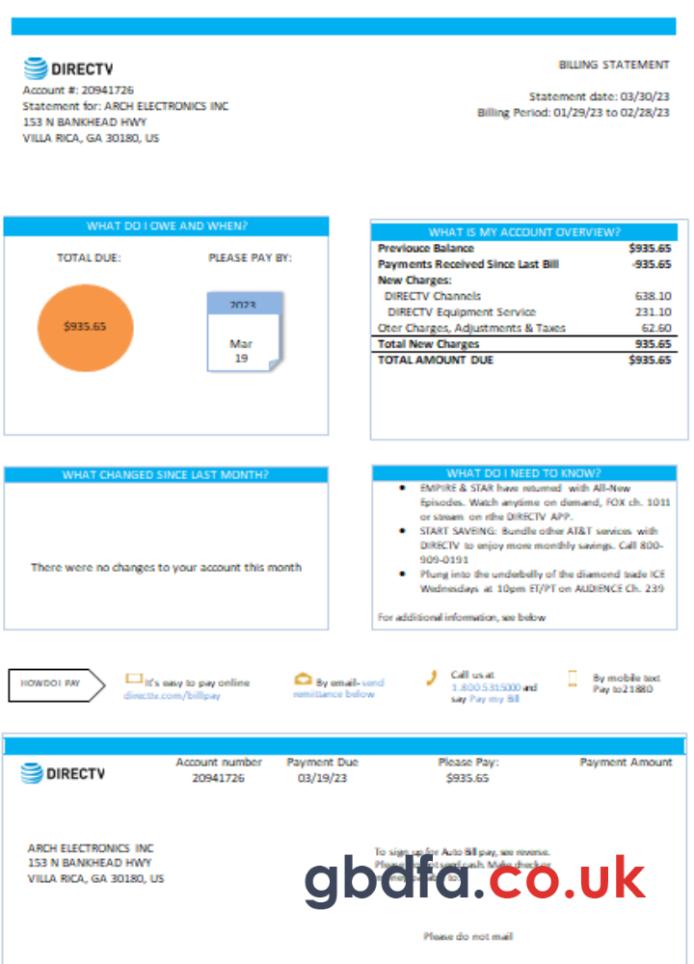 DIRECTV
Account #: 20941726
Statement for: ARCH ELECTRONICS INC
153 N BANKHEAD HWY
VILLA RICA, GA 30180, US
BILLING STATEMENT
Statement date: 03/30/23
Billing Period: 01/29/23 to 02/28/23
WHAT DO I OWE AND WHEN?
TOTAL DUE:
PLEASE PAY BY:
$935.65
2023
Mar
19
WHAT IS MY ACCOUNT OVERVIEW?
Previouce Balance $935.65
Payments Received Since Last Bill -935.65
New Charges:
DIRECTV Channels 638.10
DIRECTV Equipment Service 231.10
Oter Charges, Adjustments & Taxes 62.60
Total New Charges 935.65
TOTAL AMOUNT DUE $935.65
WHAT CHANGED SINCE LAST MONTH?
There were no changes to your account this month
WHAT DO I NEED TO KNOW?
• EMPIRE & STAR have returned with All-New
Episodes. Watch anytime on demand, FOX ch. 1011
or stream on rthe DIRECTV APP.
• START SAVEING: Bundle other AT&T services with
DIRECTV to enjoy more monthly savings. Call 800-
909-0191
• Plung into the underbelly of the diamond trade ICE
Wednesdays at 10pm ET/PT on AUDIENCE Ch. 239
For additional information, see below
HOWDOI PAY
It's easy to pay online
directtv.com/billpay
By email- send
remittance below
Call us at
1.800.5315000 and
say Pay my Bill
By mobile text
Pay to21880
DIRECTV
Account number
20941726
Payment Due
03/19/23
Please Pay:
$935.65
Payment Amount
ARCH ELECTRONICS INC
153 N BANKHEAD HWY
VILLA RICA, GA 30180, US
To sign up for Auto Bill pay, see reverse.
send cash. Make check or
gbdfa.co.uk
Please do not mail